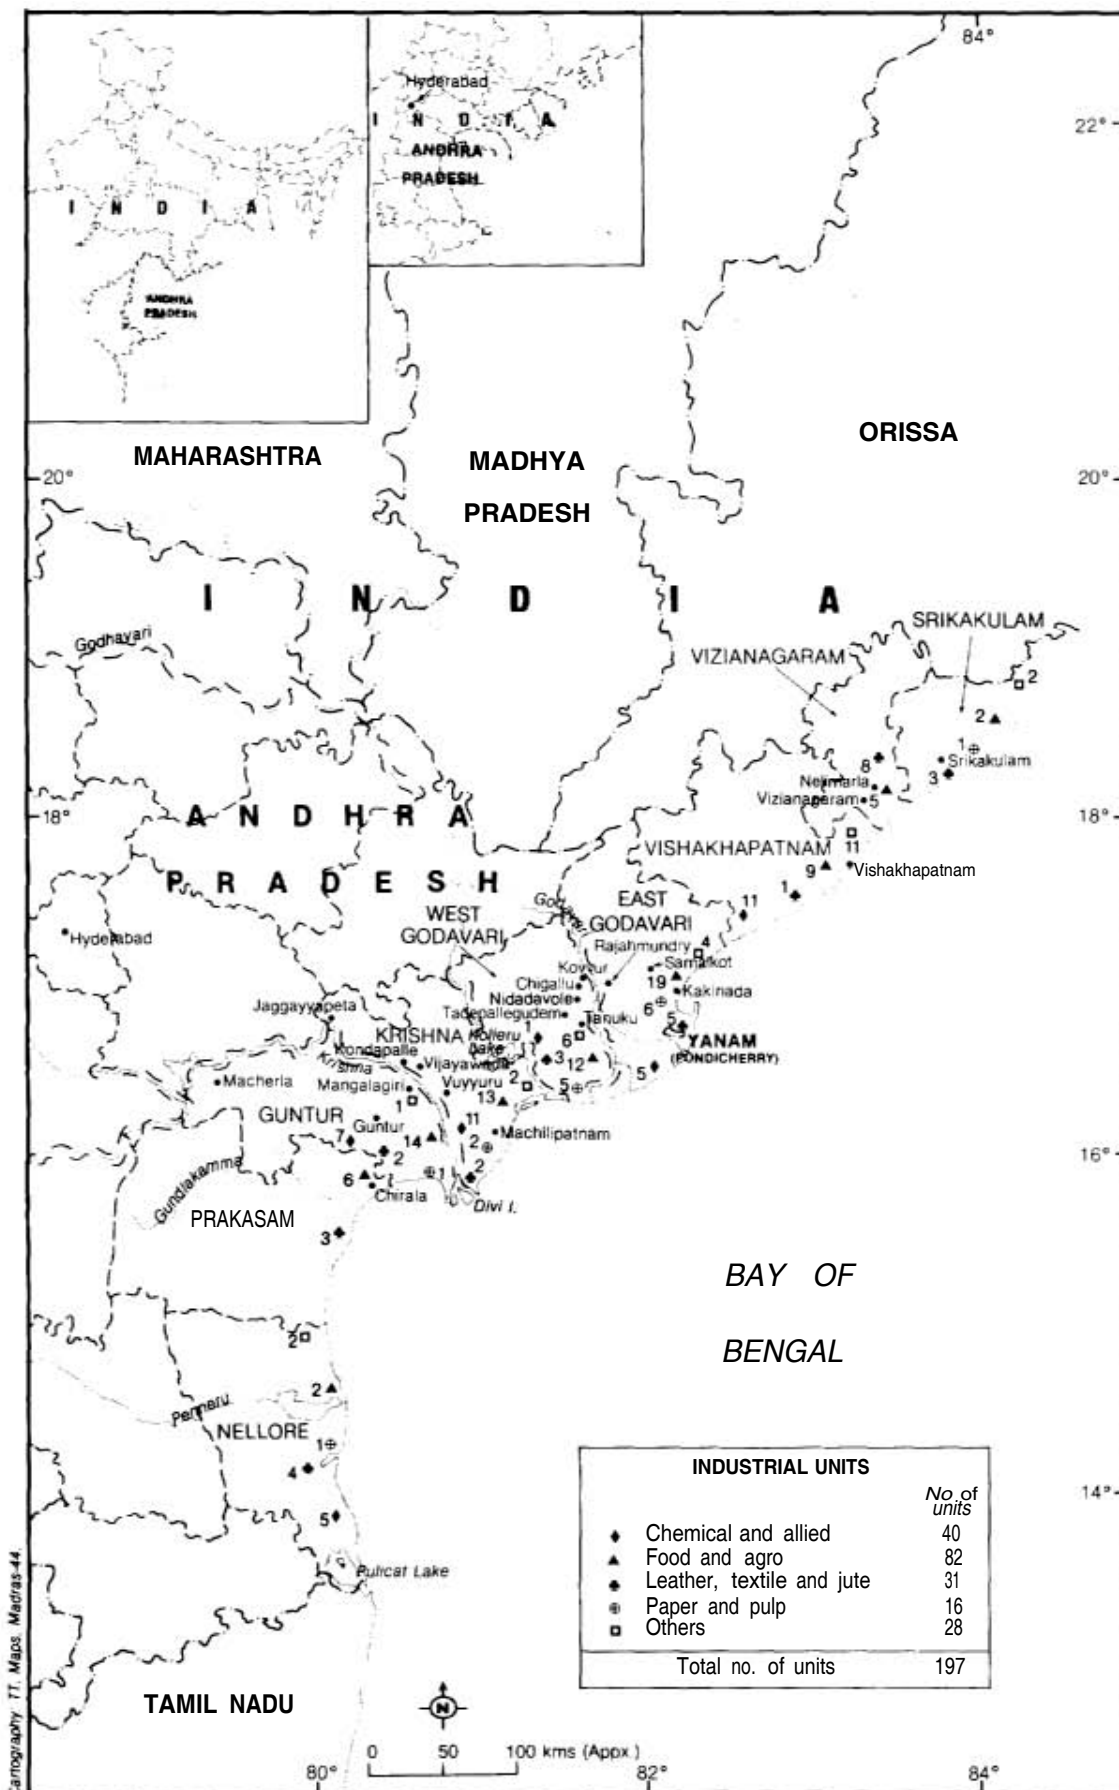 84°
22°
Hyderabad
I N D I A
ANDHRA
PRADESH
I N D I A
ANDHRA
PRADESH
MAHARASHTRA
MADHYA
PRADESH
ORISSA
20°
20°
I N D I A
Godhavari
SRIKAKULAM
VIZIANAGARAM
2
2
1
Srikakulam
8
3
Nelimarla
Vizianagaram
5
18°
18°
A N D H R A
VISHAKHAPATNAM
11
9
Vishakhapatnam
P R A D E S H
1
11
WEST
GODAVARI
EAST
GODAVARI
Hyderabad
Rajahmundry
4
Samalkot
Kovvur
Chigallu
19
Kakinada
Nidadavole
6
Jaggayyapeta
Tadepallegudem
Tanuku
5
KRISHNA
Kolleru
Lake
1
6
YANAM
(PONDICHERRY)
Kondapalle
Krishna
Vijayawada
3
12
5
Macherla
Mangalagiri
Vuyyuru
2
5
13
1
GUNTUR
Guntur
11
7
14
2
Machilipatnam
2
1
2
6
Chirala
Divi I.
Gundlakamma
PRAKASAM
3
BAY OF
BENGAL
2
2
Penneru
NELLORE
1
4
5
14°
16°
Pulicat Lake
INDUSTRIAL UNITS
No of
units
Chemical and allied 40
Food and agro 82
Leather, textile and jute 31
Paper and pulp 16
Others 28
Total no. of units 197
TAMIL NADU
N
0 50 100 kms (Appx.)
80° 82° 84°
Cartography: TT. Maps, Madras-44.